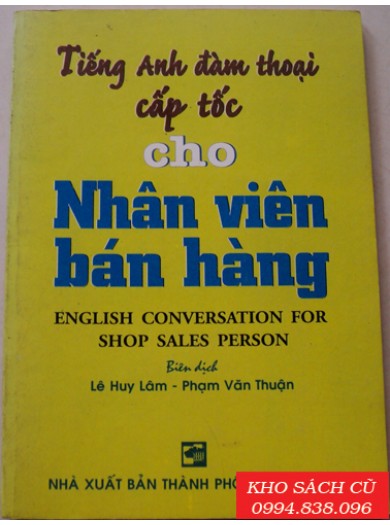 Tiếng Anh đàm thoại
cấp tốc
cho
Nhân viên
bán hàng
ENGLISH CONVERSATION FOR
SHOP SALES PERSON
Biên dịch
Lê Huy Lâm - Phạm Văn Thuận
NHÀ XUẤT BẢN THÀNH PHỐ
KHO SÁCH CŨ
0994.838.096